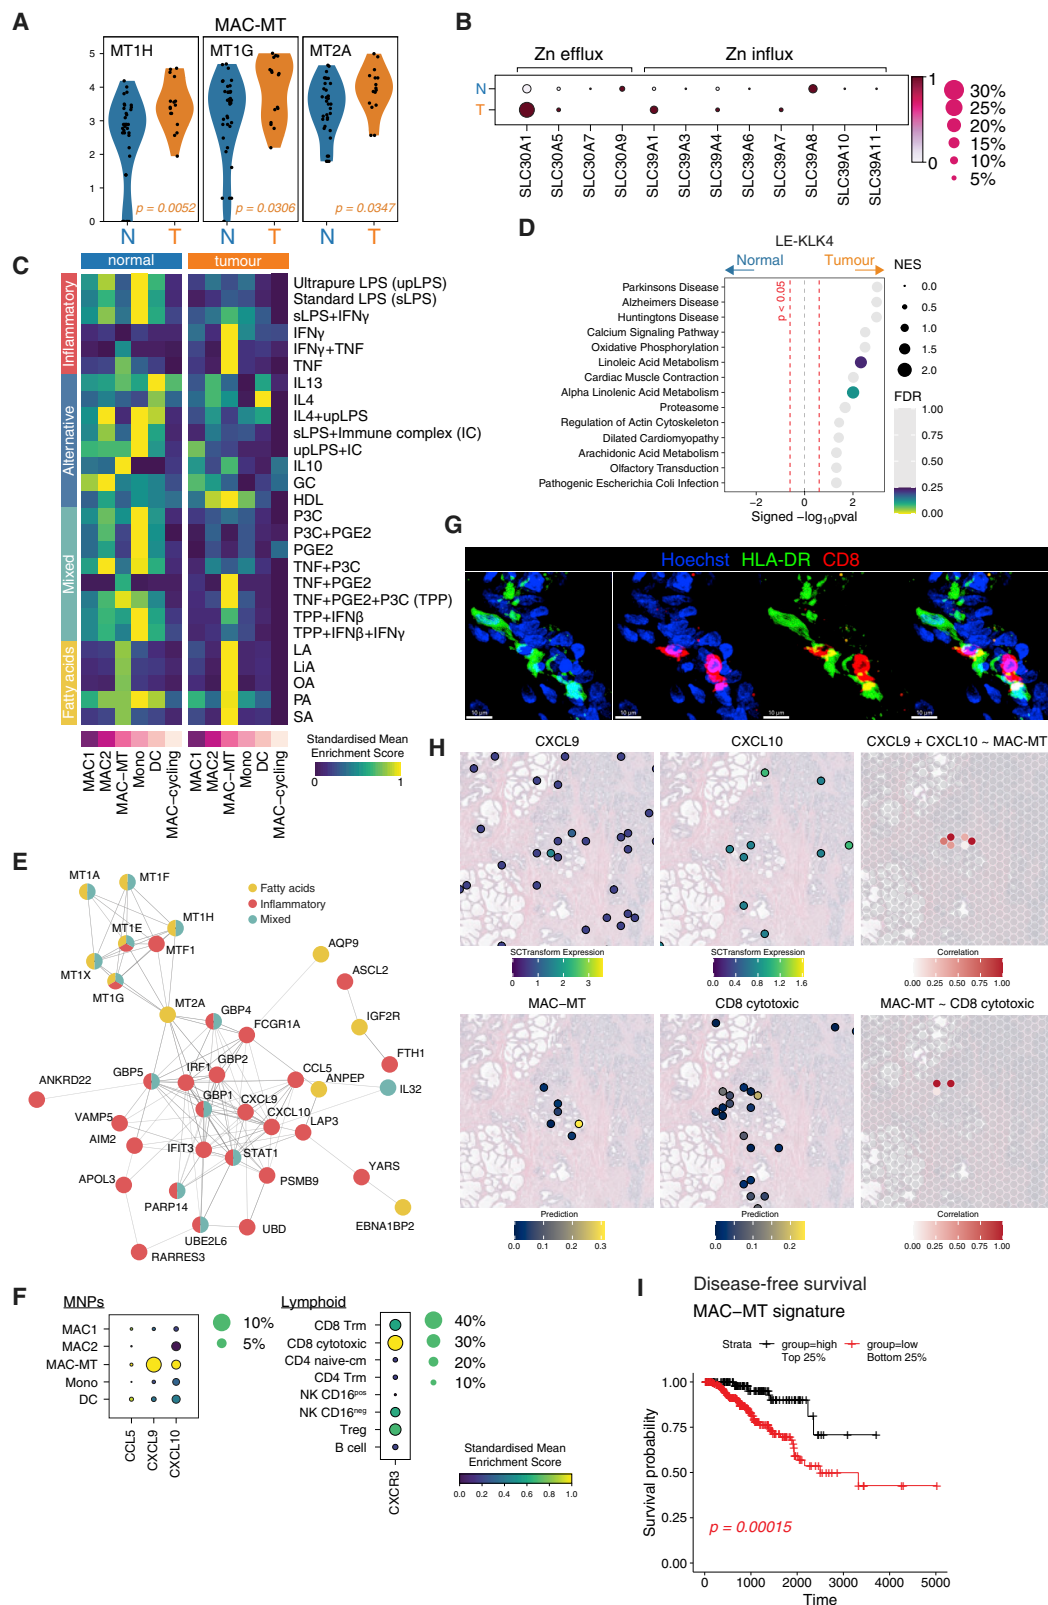 A
MAC-MT
MT1H
MT1G
MT2A
5
4
3
2
1
0
p = 0.0052
p = 0.0306
p = 0.0347
N T N T N T
B
Zn efflux
Zn influx
N
T
SLC30A1
SLC30A5
SLC30A7
SLC30A9
SLC39A1
SLC39A3
SLC39A4
SLC39A6
SLC39A7
SLC39A8
SLC39A10
SLC39A11
1
0
30%
25%
20%
15%
10%
5%
C
normal
tumour
Inflammatory
Alternative
Mixed
Fatty acids
Ultrapure LPS (upLPS)
Standard LPS (sLPS)
sLPS+IFNγ
IFNγ
IFNγ+TNF
TNF
IL13
IL4
IL4+upLPS
sLPS+Immune complex (IC)
upLPS+IC
IL10
GC
HDL
P3C
P3C+PGE2
PGE2
TNF+P3C
TNF+PGE2
TNF+PGE2+P3C (TPP)
TPP+IFNβ
TPP+IFNβ+IFNγ
LA
LiA
OA
PA
SA
MAC1
MAC2
MAC-MT
Mono
DC
MAC-cycling
MAC1
MAC2
MAC-MT
Mono
DC
MAC-cycling
Standardised Mean
Enrichment Score
0 1
D
LE-KLK4
Normal
Tumour
p < 0.05
Parkinsons Disease
Alzheimers Disease
Huntingtons Disease
Calcium Signaling Pathway
Oxidative Phosphorylation
Linoleic Acid Metabolism
Cardiac Muscle Contraction
Alpha Linolenic Acid Metabolism
Proteasome
Regulation of Actin Cytoskeleton
Dilated Cardiomyopathy
Arachidonic Acid Metabolism
Olfactory Transduction
Pathogenic Escherichia Coli Infection
−2 0 2
Signed −log10pval
NES
0.0
0.5
1.0
1.5
2.0
FDR
1.00
0.75
0.50
0.25
0.00
G
Hoechst HLA-DR CD8
10 µm
10 µm
10 µm
10 µm
H
CXCL9
CXCL10
CXCL9 + CXCL10 ~ MAC-MT
SCTransform Expression
0 1 2 3
SCTransform Expression
0.0 0.4 0.8 1.2 1.6
Correlation
0.00 0.25 0.50 0.75 1.00
MAC−MT
CD8 cytotoxic
MAC-MT ~ CD8 cytotoxic
Prediction
0.0 0.1 0.2 0.3
Prediction
0.0 0.1 0.2
Correlation
0.00 0.25 0.50 0.75 1.00
E
Fatty acids
Inflammatory
Mixed
MT1A
MT1F
MT1H
MT1E
MTF1
MT1X
MT1G
MT2A
AQP9
ASCL2
GBP4
FCGR1A
IGF2R
FTH1
GBP5
IRF1
GBP2
CCL5
ANPEP
IL32
ANKRD22
GBP1
CXCL9
CXCL10
LAP3
VAMP5
AIM2
IFIT3
STAT1
YARS
APOL3
PSMB9
PARP14
EBNA1BP2
UBE2L6
UBD
RARRES3
F
MNPs
MAC1
MAC2
MAC-MT
Mono
DC
CCL5
CXCL9
CXCL10
10%
5%
Lymphoid
CD8 Trm
CD8 cytotoxic
CD4 naive-cm
CD4 Trm
NK CD16pos
NK CD16neg
Treg
B cell
CXCR3
40%
30%
20%
10%
Standardised Mean
Enrichment Score
0.0 0.2 0.4 0.6 0.8 1.0
I
Disease-free survival
MAC−MT signature
Strata
group=high
Top 25%
group=low
Bottom 25%
Survival probability
1.00
0.75
0.50
0.25
0.00
p = 0.00015
0 1000 2000 3000 4000 5000
Time